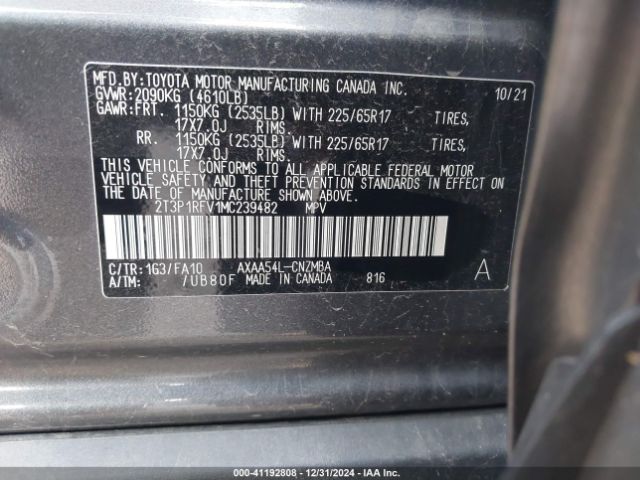 MFD.BY:TOYOTA MOTOR MANUFACTURING CANADA INC. 10/21
GVWR:2090KG (4610LB)
GAWR:FRT. 1150KG (2535LB) WITH 225/65R17 TIRES,
17X7.0J RIMS.
RR. 1150KG (2535LB) WITH 225/65R17 TIRES,
17X7.0J RIMS.
THIS VEHICLE CONFORMS TO ALL APPLICABLE FEDERAL MOTOR
VEHICLE SAFETY AND THEFT PREVENTION STANDARDS IN EFFECT
ON THE DATE OF MANUFACTURE SHOWN ABOVE.
2T3P1RFV1MC239482 MPV
C/TR:1G3/FA10 AXAA54L-CNZMBA A
A/TM: /UB80F MADE IN CANADA 816
000-41192808 - 12/31/2024 - IAA Inc.